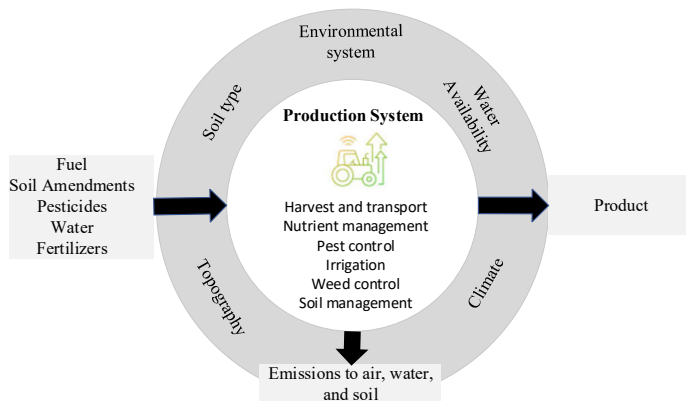 Environmental
system
Soil type
Water
Availability
Production System
Fuel
Soil Amendments
Pesticides
Water
Fertilizers
Harvest and transport
Nutrient management
Pest control
Irrigation
Weed control
Soil management
Product
Topography
Climate
Emissions to air, water,
and soil